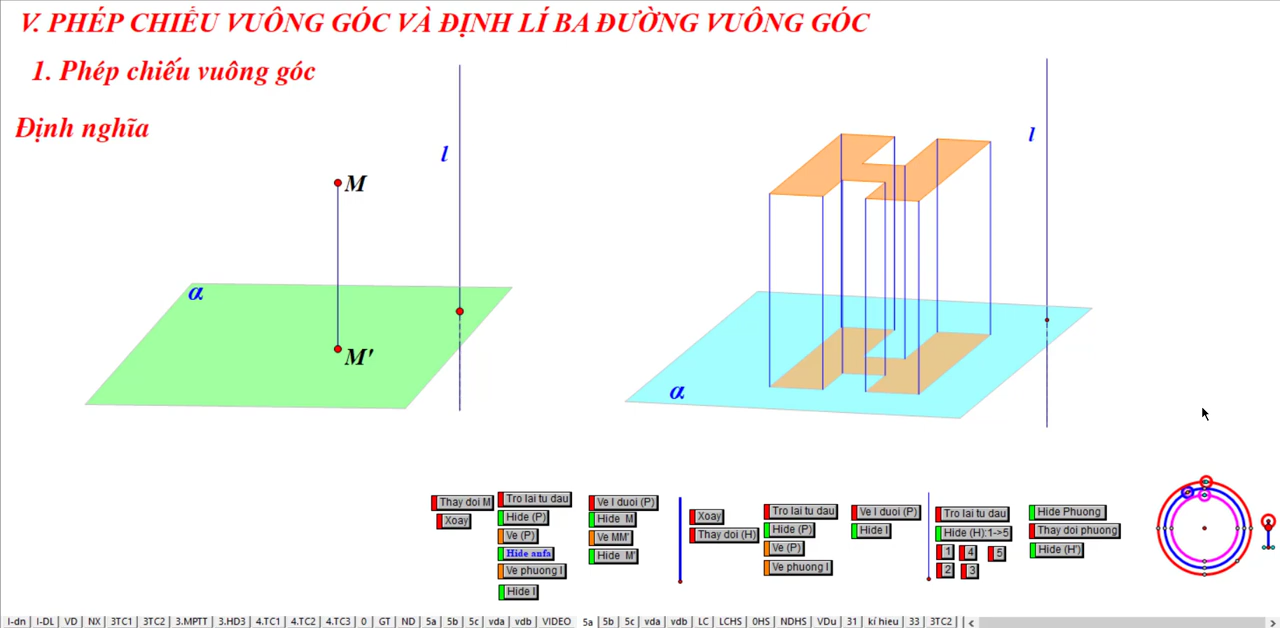 V. PHÉP CHIẾU VUÔNG GÓC VÀ ĐỊNH LÍ BA ĐƯỜNG VUÔNG GÓC
1. Phép chiếu vuông góc
Định nghĩa
l
M
α
M'
l
α
Thay doi M
Xoay
Tro lai tu dau
Hide (P)
Ve (P)
Hide anfa
Ve phuong l
Hide l
Ve l duoi (P)
Hide M
Ve MM'
Hide M'
Xoay
Thay doi (H)
Tro lai tu dau
Hide (P)
Ve (P)
Ve phuong l
Ve l duoi (P)
Hide l
Tro lai tu dau
Hide (H):1->5
1 4 5
2 3
Hide Phuong
Thay doi phuong
Hide (H')
I-dn | I-DL | VD | NX | 3TC1 | 3TC2 | 3.MPTT | 3.HD3 | 4.TC1 | 4.TC2 | 4.TC3 | 0 | GT | ND | 5a | 5b | 5c | vda | vdb | VIDEO | 5a | 5b | 5c | vda | vdb | LC | LCHS | 0HS | NDHS | VDu | 31 | kí hieu | 33 | 3TC2 |